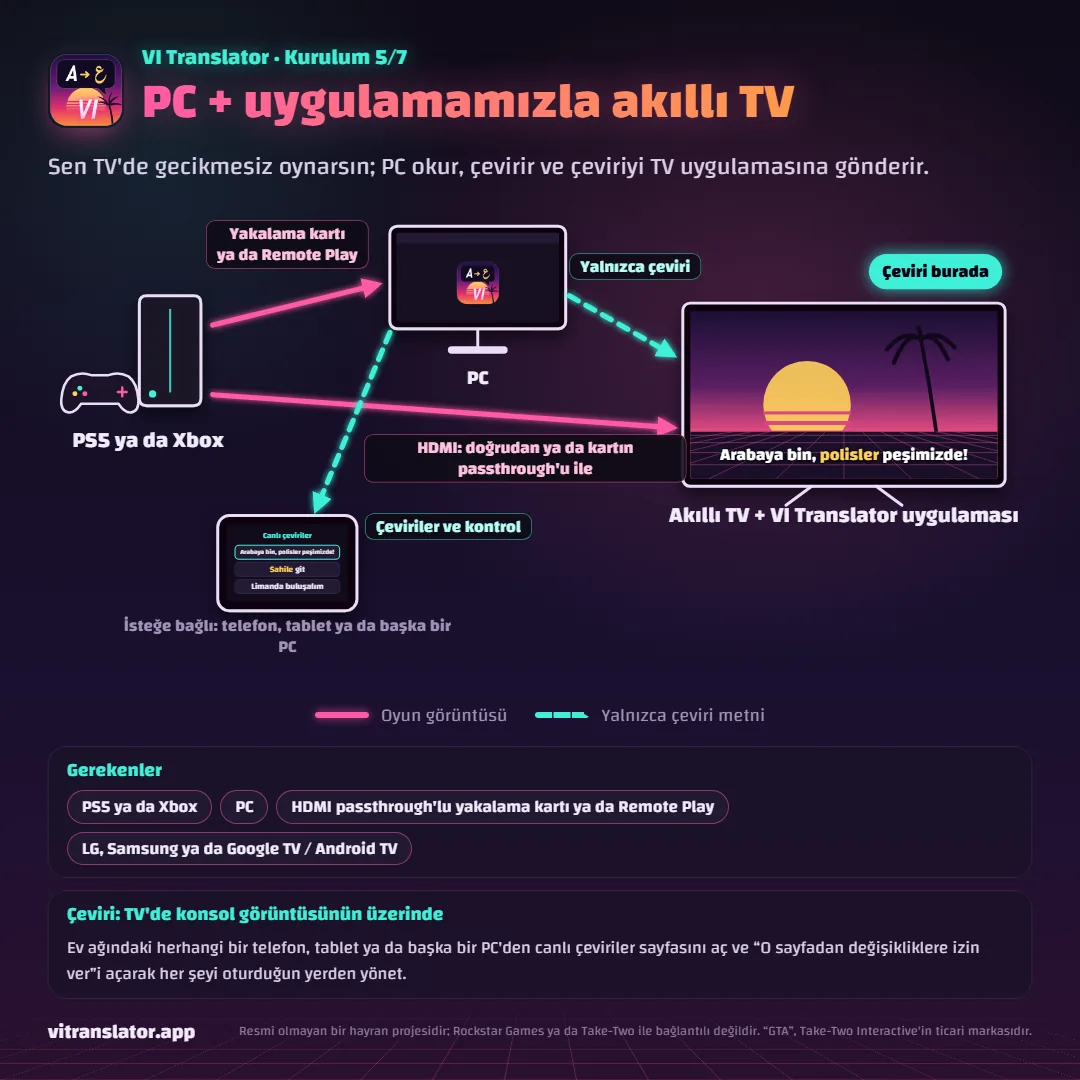 A → ع
VI
VI Translator · Kurulum 5/7
PC + uygulamamızla akıllı TV
Sen TV'de gecikmesiz oynarsın; PC okur, çevirir ve çeviriyi TV uygulamasına gönderir.
Yakalama kartı
ya da Remote Play
A → ع
VI
Yalnızca çeviri
Çeviri burada
PC
PS5 ya da Xbox
HDMI: doğrudan ya da kartın
passthrough'u ile
Arabaya bin, polisler peşimizde!
Akıllı TV + VI Translator uygulaması
Çeviriler ve kontrol
Canlı çeviriler
Arabaya bin, polisler peşimizde!
Sahile git
Limanda buluşalım
İsteğe bağlı: telefon, tablet ya da başka bir
PC
Oyun görüntüsü
Yalnızca çeviri metni
Gerekenler
PS5 ya da Xbox
PC
HDMI passthrough'lu yakalama kartı ya da Remote Play
LG, Samsung ya da Google TV / Android TV
Çeviri: TV'de konsol görüntüsünün üzerinde
Ev ağındaki herhangi bir telefon, tablet ya da başka bir PC'den canlı çeviriler sayfasını aç ve “O sayfadan değişikliklere izin
ver”i açarak her şeyi oturduğun yerden yönet.
vitranslator.app
Resmi olmayan bir hayran projesidir; Rockstar Games ya da Take-Two ile bağlantılı değildir. “GTA”, Take-Two Interactive'in ticari markasıdır.